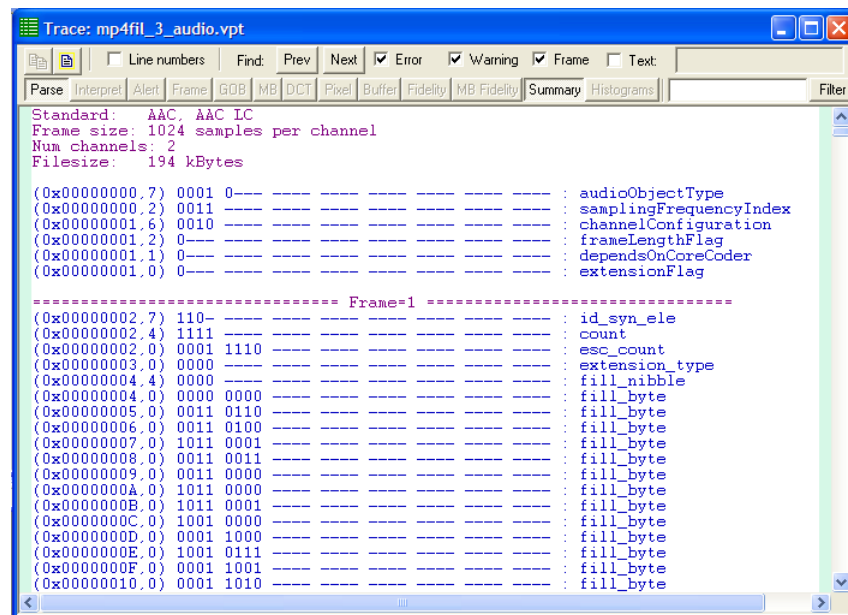 Trace: mp4fil_3_audio.vpt
Line numbers Find: Prev Next Error Warning Frame Text:
Parse Interpret Alert Frame GOB MB DCT Pixel Buffer Fidelity MB Fidelity Summary Histograms Filter
Standard:   AAC, AAC LC
Frame size: 1024 samples per channel
Num channels: 2
Filesize:   194 kBytes
(0x00000000,7) 0001 0--- ---- ---- ---- ---- ---- ---- : audioObjectType
(0x00000000,2) 0011 ---- ---- ---- ---- ---- ---- ---- : samplingFrequencyIndex
(0x00000001,6) 0010 ---- ---- ---- ---- ---- ---- ---- : channelConfiguration
(0x00000001,2) 0--- ---- ---- ---- ---- ---- ---- ---- : frameLengthFlag
(0x00000001,1) 0--- ---- ---- ---- ---- ---- ---- ---- : dependsOnCoreCoder
(0x00000001,0) 0--- ---- ---- ---- ---- ---- ---- ---- : extensionFlag
================================ Frame=1 ================================
(0x00000002,7) 110- ---- ---- ---- ---- ---- ---- ---- : id_syn_ele
(0x00000002,4) 1111 ---- ---- ---- ---- ---- ---- ---- : count
(0x00000002,0) 0001 1110 ---- ---- ---- ---- ---- ---- : esc_count
(0x00000003,0) 0000 ---- ---- ---- ---- ---- ---- ---- : extension_type
(0x00000004,4) 0000 ---- ---- ---- ---- ---- ---- ---- : fill_nibble
(0x00000004,0) 0000 0000 ---- ---- ---- ---- ---- ---- : fill_byte
(0x00000005,0) 0011 0110 ---- ---- ---- ---- ---- ---- : fill_byte
(0x00000006,0) 0011 0100 ---- ---- ---- ---- ---- ---- : fill_byte
(0x00000007,0) 1011 0001 ---- ---- ---- ---- ---- ---- : fill_byte
(0x00000008,0) 0011 0011 ---- ---- ---- ---- ---- ---- : fill_byte
(0x00000009,0) 0011 0000 ---- ---- ---- ---- ---- ---- : fill_byte
(0x0000000A,0) 1011 0000 ---- ---- ---- ---- ---- ---- : fill_byte
(0x0000000B,0) 1011 0001 ---- ---- ---- ---- ---- ---- : fill_byte
(0x0000000C,0) 1001 0000 ---- ---- ---- ---- ---- ---- : fill_byte
(0x0000000D,0) 0001 1000 ---- ---- ---- ---- ---- ---- : fill_byte
(0x0000000E,0) 1001 0111 ---- ---- ---- ---- ---- ---- : fill_byte
(0x0000000F,0) 0001 1001 ---- ---- ---- ---- ---- ---- : fill_byte
(0x00000010,0) 0001 1010 ---- ---- ---- ---- ---- ---- : fill_byte